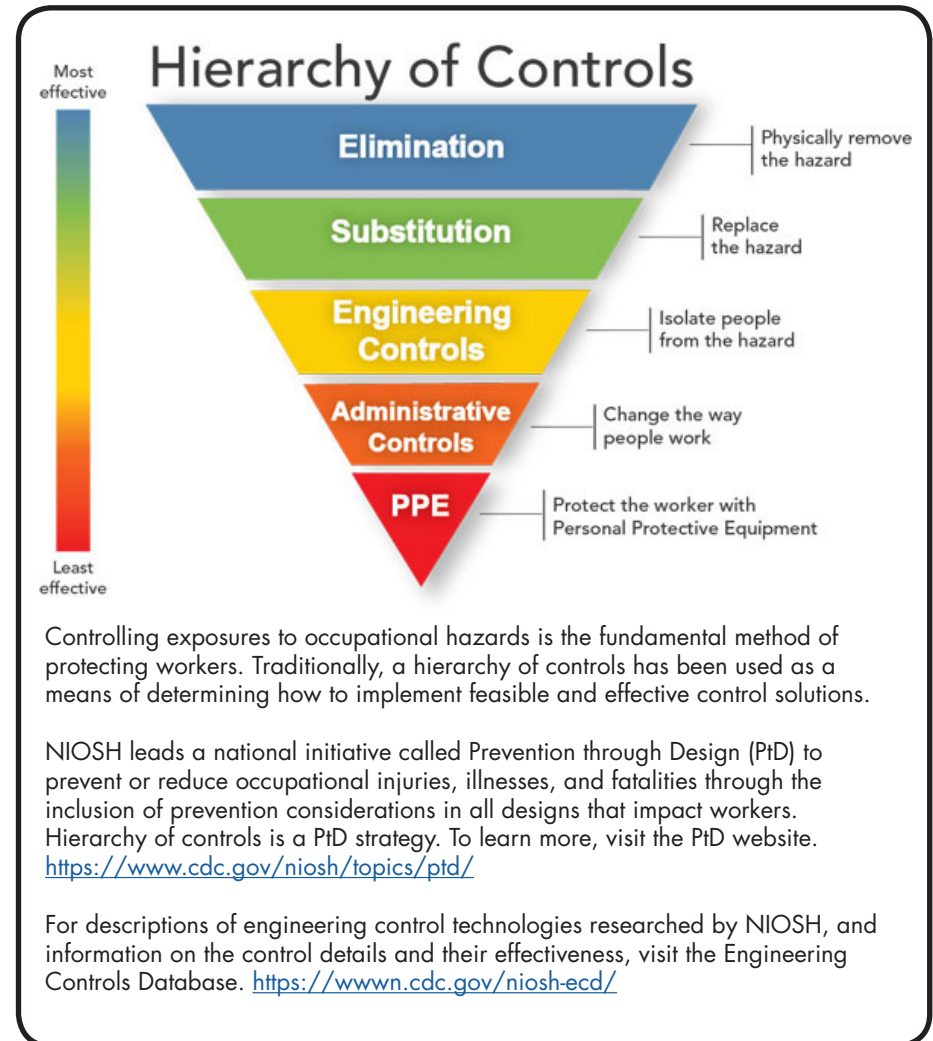 Hierarchy of Controls
Most
effective
Elimination
Physically remove
the hazard
Substitution
Replace
the hazard
Engineering
Controls
Isolate people
from the hazard
Administrative
Controls
Change the way
people work
PPE
Protect the worker with
Personal Protective Equipment
Least
effective
Controlling exposures to occupational hazards is the fundamental method of
protecting workers. Traditionally, a hierarchy of controls has been used as a
means of determining how to implement feasible and effective control solutions.
NIOSH leads a national initiative called Prevention through Design (PtD) to
prevent or reduce occupational injuries, illnesses, and fatalities through the
inclusion of prevention considerations in all designs that impact workers.
Hierarchy of controls is a PtD strategy. To learn more, visit the PtD website.
https://www.cdc.gov/niosh/topics/ptd/
For descriptions of engineering control technologies researched by NIOSH, and
information on the control details and their effectiveness, visit the Engineering
Controls Database. https://wwwn.cdc.gov/niosh-ecd/